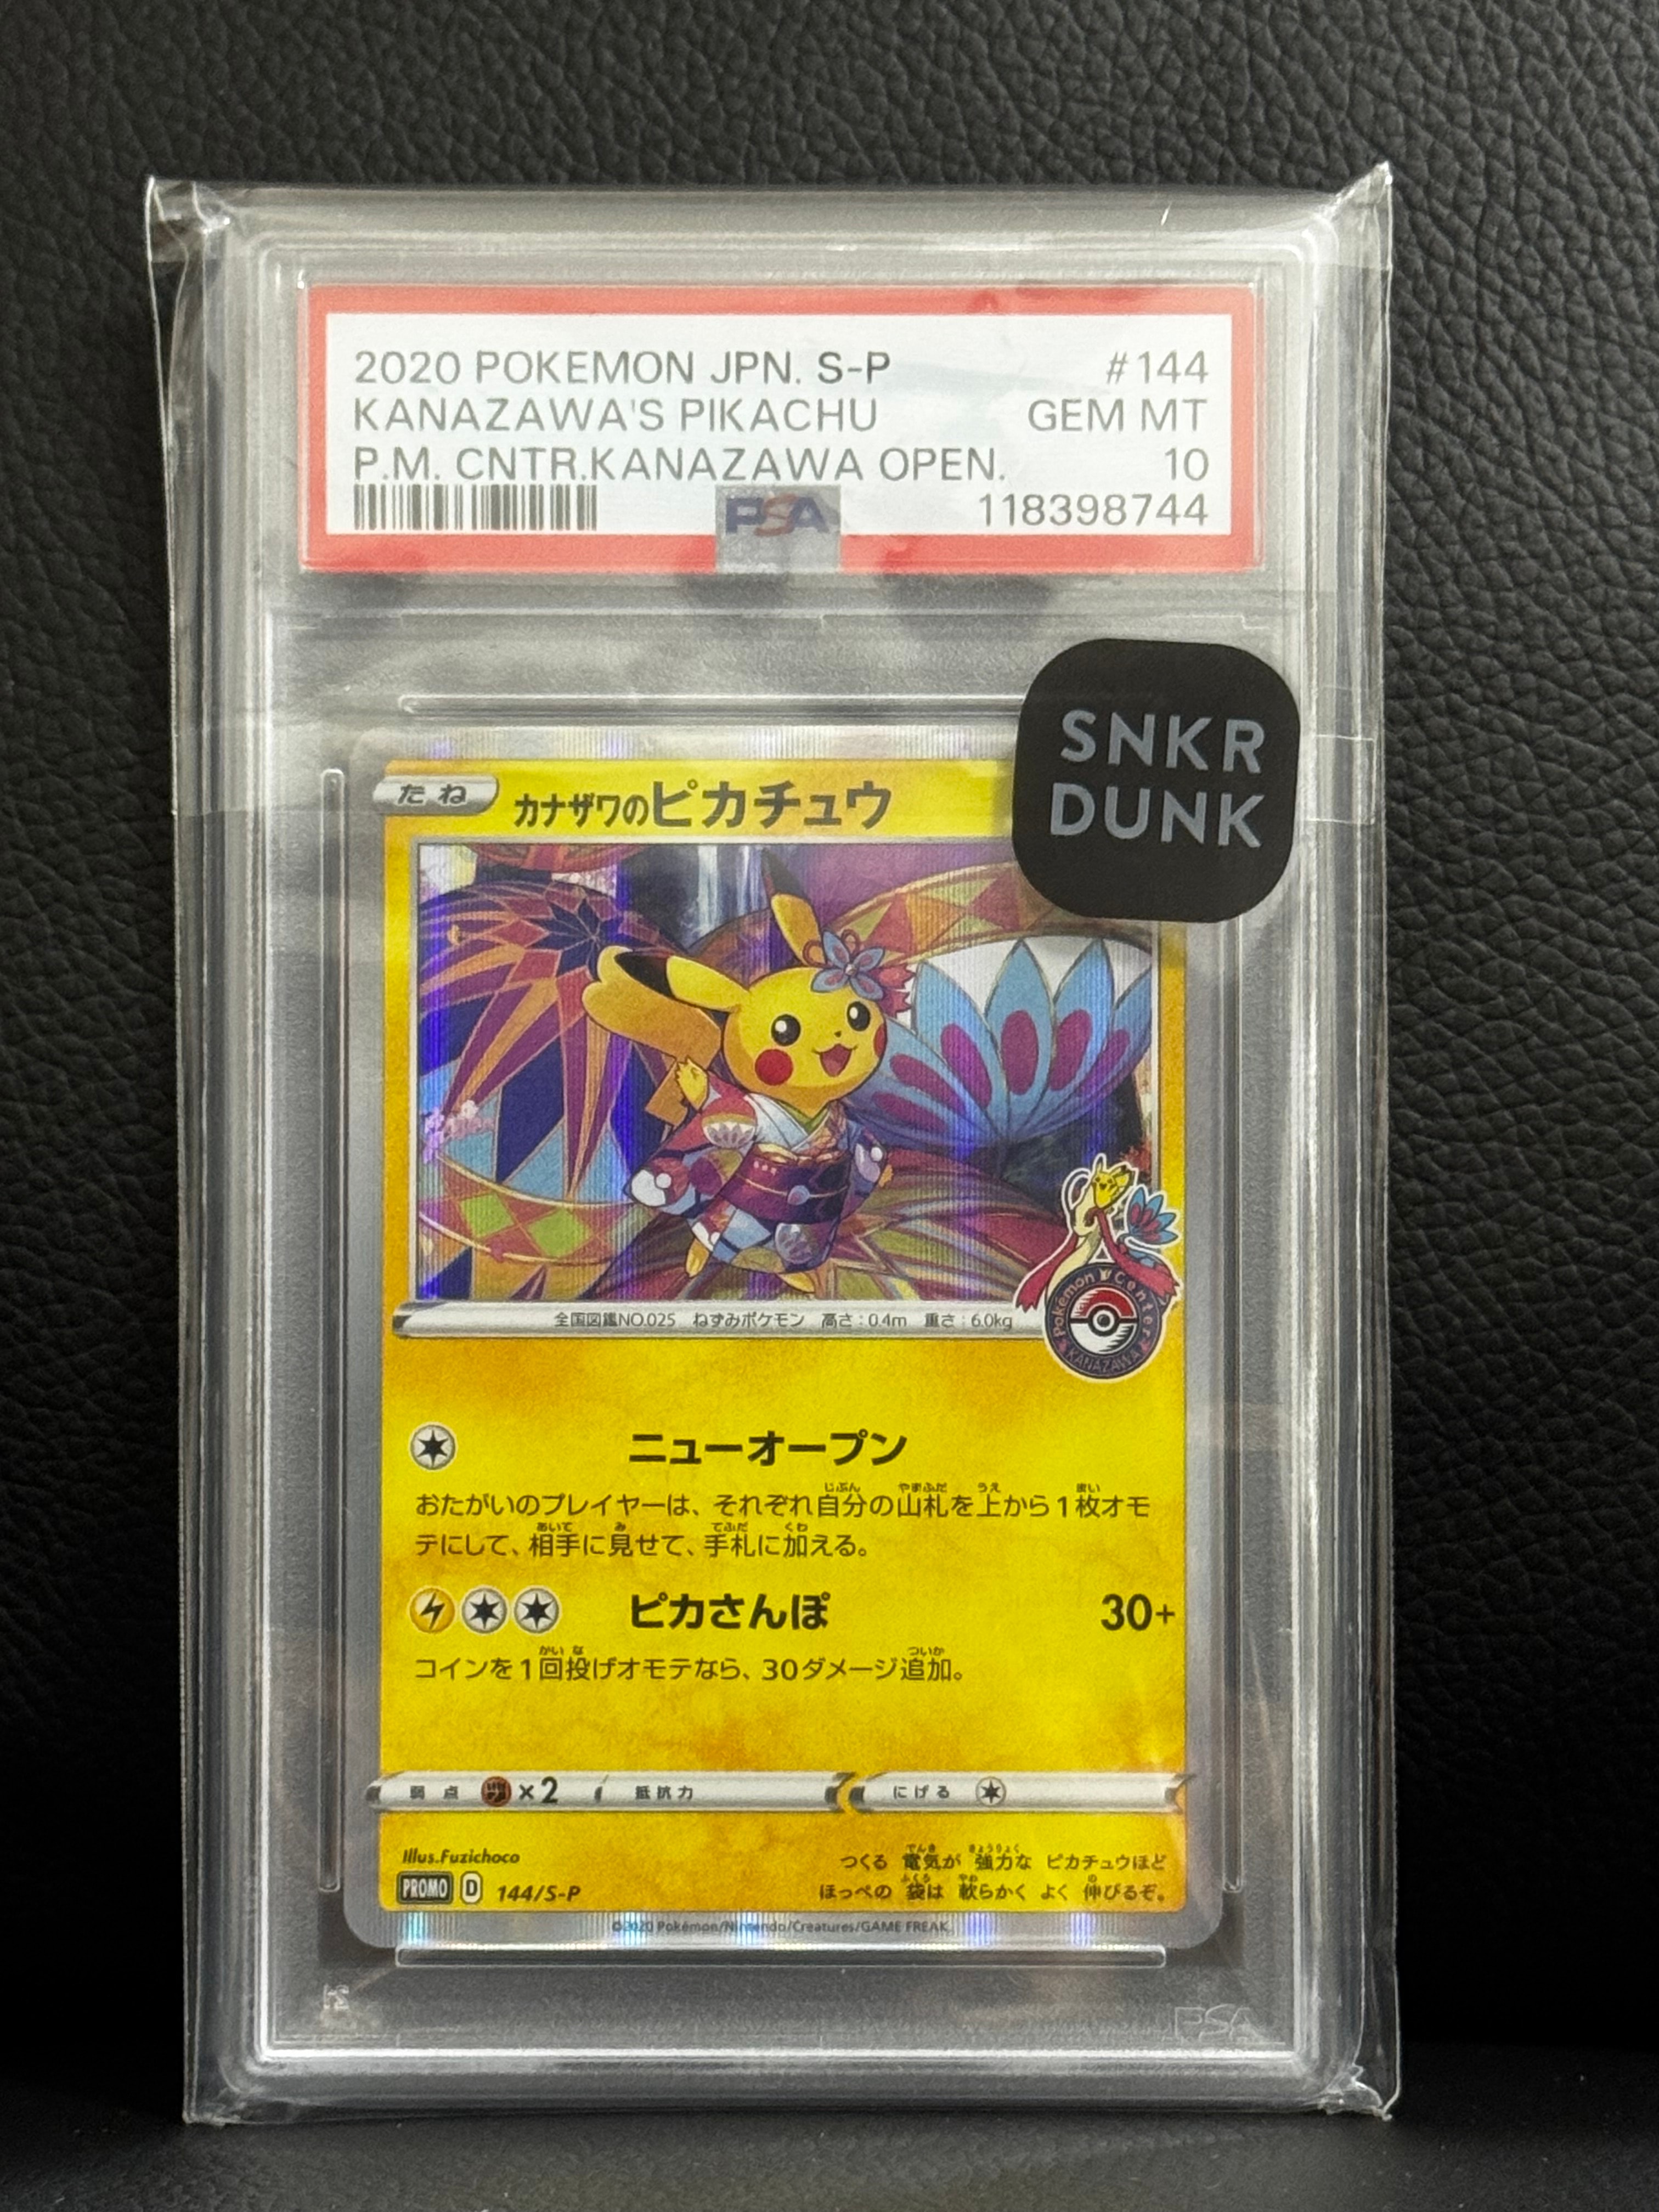 2020 POKEMON JPN. S-P #144
KANAZAWA'S PIKACHU GEM MT
P.M. CNTR.KANAZAWA OPEN. 10
PSA 118398744
SNKR
DUNK
たね カナザワのピカチュウ
Pokémon Center
KANAZAWA
全国図鑑NO.025 ねずみポケモン 高さ:0.4m 重さ:6.0kg
ニューオープン
おたがいのプレイヤーは、それぞれ自分の山札を上から1枚オモ
テにして、相手に見せて、手札に加える。
ピカさんぽ 30+
コインを1回投げオモテなら、30ダメージ追加。
弱点 ×2 抵抗力 にげる
Illus.Fuzichoco
PROMO D 144/S-P
つくる 電気が 強力な ピカチュウほど
ほっぺの 袋は 軟らかく よく 伸びるぞ。
©2020 Pokémon/Nintendo/Creatures/GAME FREAK.
PSA